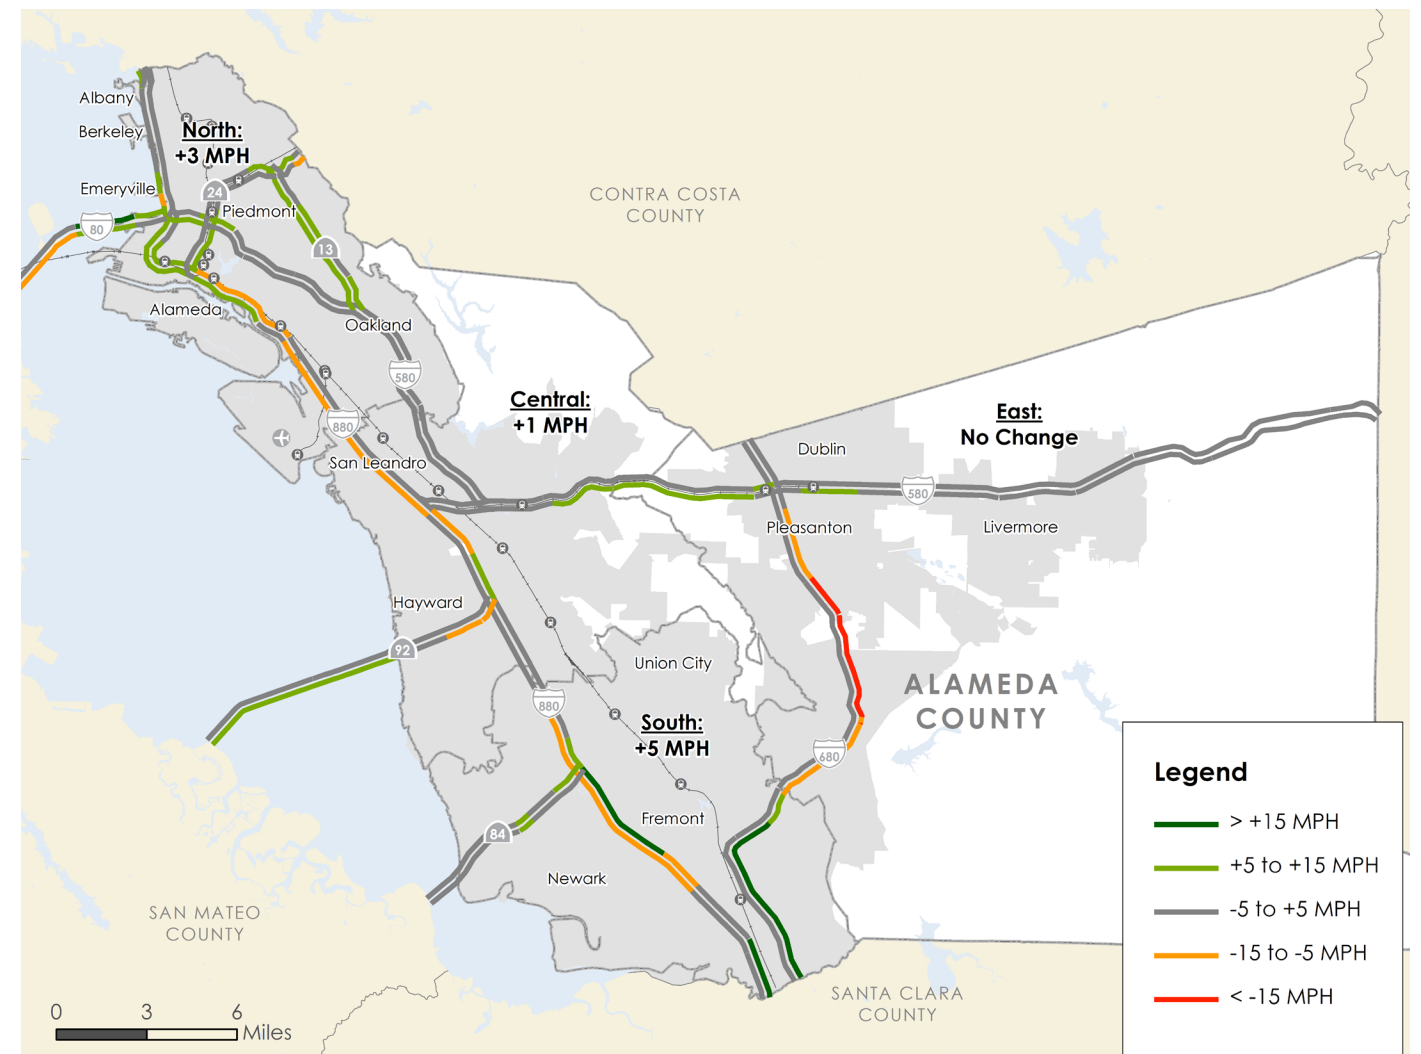 Albany
Berkeley
North:
+3 MPH
Emeryville
24
Piedmont
80
13
CONTRA COSTA
COUNTY
Alameda
Oakland
580
Central:
+1 MPH
East:
No Change
880
Dublin
San Leandro
580
Pleasanton
Livermore
Hayward
92
Union City
ALAMEDA
COUNTY
880
South:
+5 MPH
680
Fremont
84
Newark
SAN MATEO
COUNTY
SANTA CLARA
COUNTY
Legend
> +15 MPH
+5 to +15 MPH
-5 to +5 MPH
-15 to -5 MPH
< -15 MPH
0 3 6
Miles